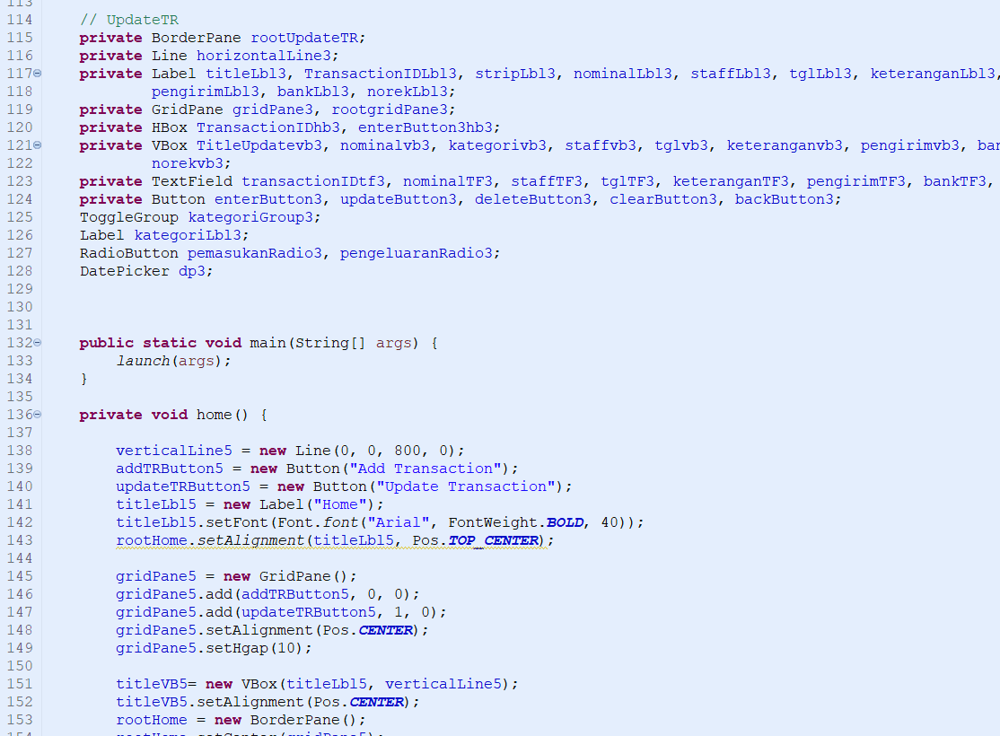 113
114 // UpdateTR
115 private BorderPane rootUpdateTR;
116 private Line horizontalLine3;
117 private Label titleLbl3, TransactionIDLbl3, stripLbl3, nominalLbl3, staffLbl3, tglLbl3, keteranganLbl3,
118 pengirimLbl3, bankLbl3, norekLbl3;
119 private GridPane gridPane3, rootgridPane3;
120 private HBox TransactionIDhb3, enterButton3hb3;
121 private VBox TitleUpdatevb3, nominalvb3, kategorivb3, staffvb3, tglvb3, keteranganvb3, pengirimvb3, ban
122 norekvb3;
123 private TextField transactionIDtf3, nominalTF3, staffTF3, tglTF3, keteranganTF3, pengirimTF3, bankTF3,
124 private Button enterButton3, updateButton3, deleteButton3, clearButton3, backButton3;
125 ToggleGroup kategoriGroup3;
126 Label kategoriLbl3;
127 RadioButton pemasukanRadio3, pengeluaranRadio3;
128 DatePicker dp3;
129
130
131
132 public static void main(String[] args) {
133 launch(args);
134 }
135
136 private void home() {
137
138 verticalLine5 = new Line(0, 0, 800, 0);
139 addTRButton5 = new Button("Add Transaction");
140 updateTRButton5 = new Button("Update Transaction");
141 titleLbl5 = new Label("Home");
142 titleLbl5.setFont(Font.font("Arial", FontWeight.BOLD, 40));
143 rootHome.setAlignment(titleLbl5, Pos.TOP_CENTER);
144
145 gridPane5 = new GridPane();
146 gridPane5.add(addTRButton5, 0, 0);
147 gridPane5.add(updateTRButton5, 1, 0);
148 gridPane5.setAlignment(Pos.CENTER);
149 gridPane5.setHgap(10);
150
151 titleVB5= new VBox(titleLbl5, verticalLine5);
152 titleVB5.setAlignment(Pos.CENTER);
153 rootHome = new BorderPane();
154 rootHome.setCenter(gridPane5);